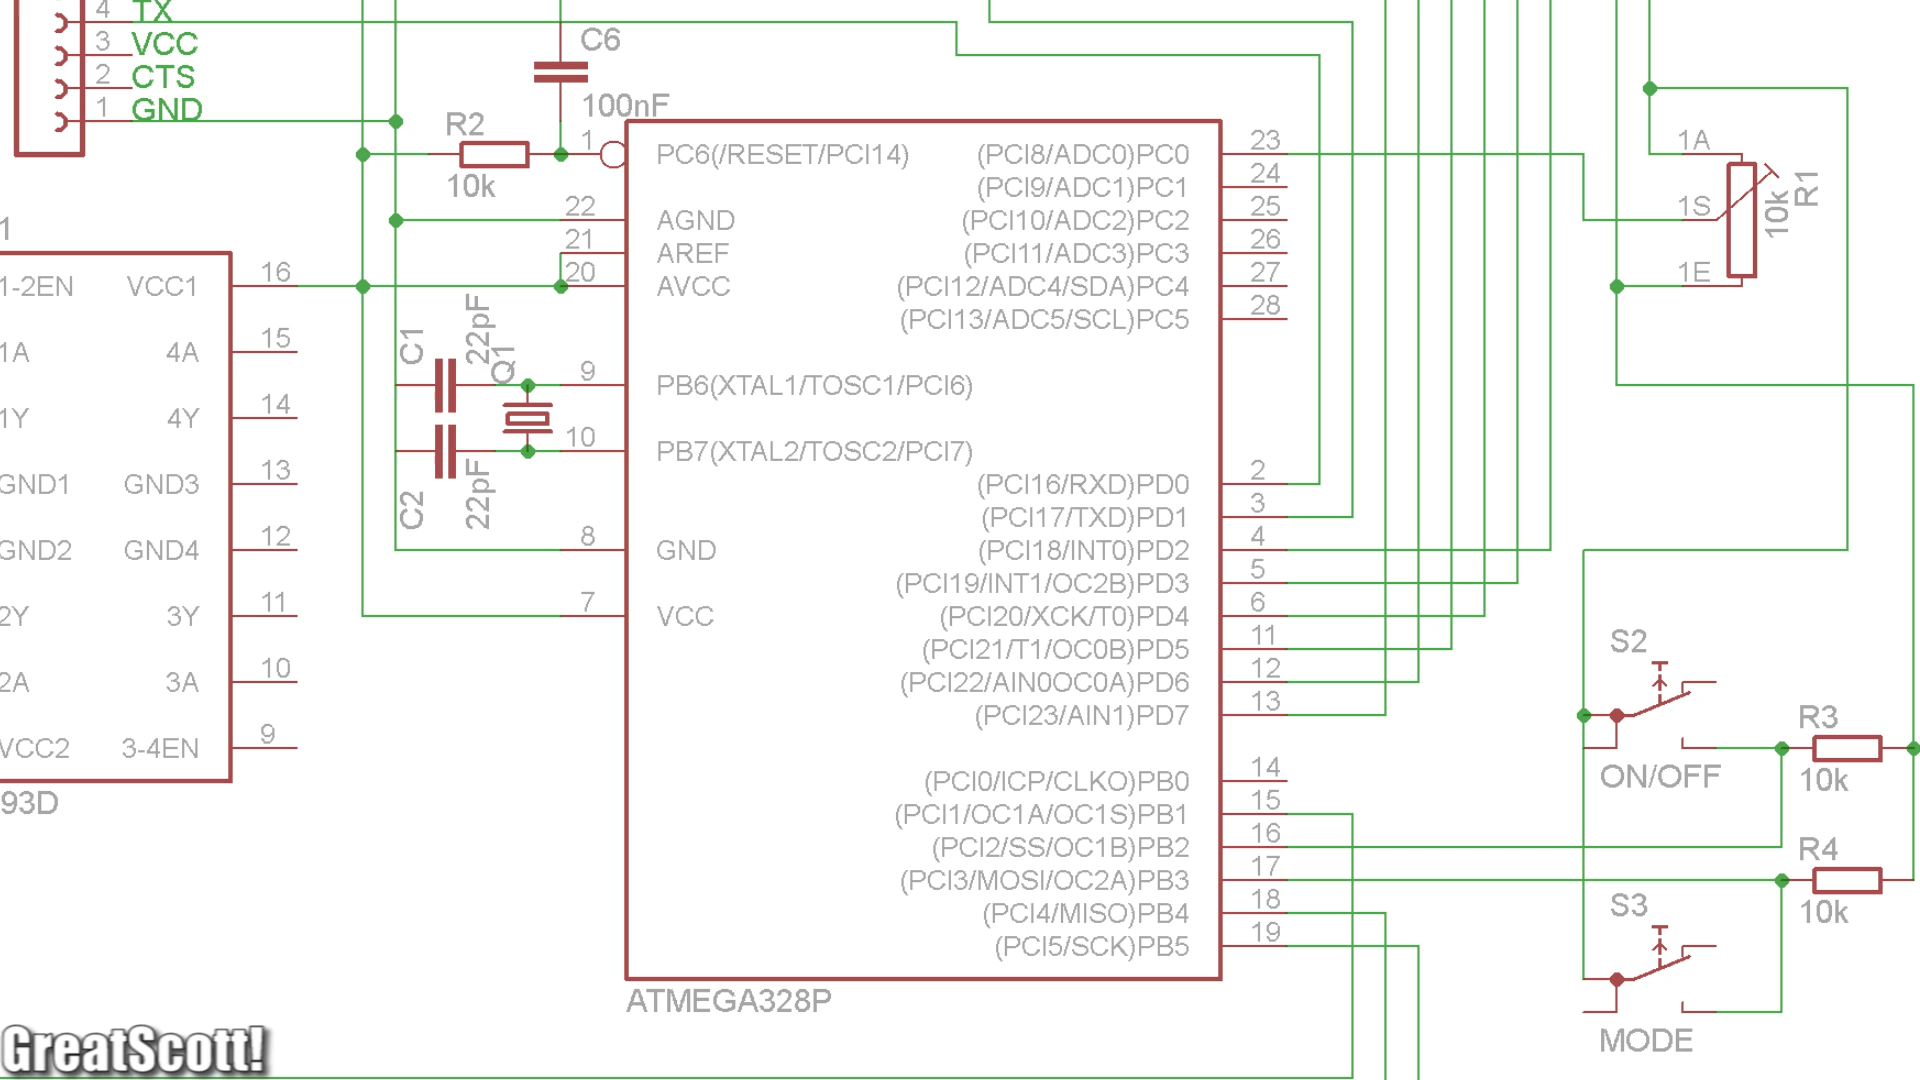 4 TX
3 VCC
2 CTS
1 GND
C6
100nF
R2
10k
1
1
22
21
20
9
10
8
7
C1
22pF
Q1
C2
22pF
PC6(/RESET/PCI14)
AGND
AREF
AVCC
PB6(XTAL1/TOSC1/PCI6)
PB7(XTAL2/TOSC2/PCI7)
GND
VCC
(PCI8/ADC0)PC0 23
(PCI9/ADC1)PC1 24
(PCI10/ADC2)PC2 25
(PCI11/ADC3)PC3 26
(PCI12/ADC4/SDA)PC4 27
(PCI13/ADC5/SCL)PC5 28
(PCI16/RXD)PD0 2
(PCI17/TXD)PD1 3
(PCI18/INT0)PD2 4
(PCI19/INT1/OC2B)PD3 5
(PCI20/XCK/T0)PD4 6
(PCI21/T1/OC0B)PD5 11
(PCI22/AIN0OC0A)PD6 12
(PCI23/AIN1)PD7 13
(PCI0/ICP/CLKO)PB0 14
(PCI1/OC1A/OC1S)PB1 15
(PCI2/SS/OC1B)PB2 16
(PCI3/MOSI/OC2A)PB3 17
(PCI4/MISO)PB4 18
(PCI5/SCK)PB5 19
ATMEGA328P
1-2EN VCC1 16
1A 4A 15
1Y 4Y 14
GND1 GND3 13
GND2 GND4 12
2Y 3Y 11
2A 3A 10
VCC2 3-4EN 9
93D
1A
1S
1E
10k
R1
S2
ON/OFF
R3
10k
R4
10k
S3
MODE
GreatScott!